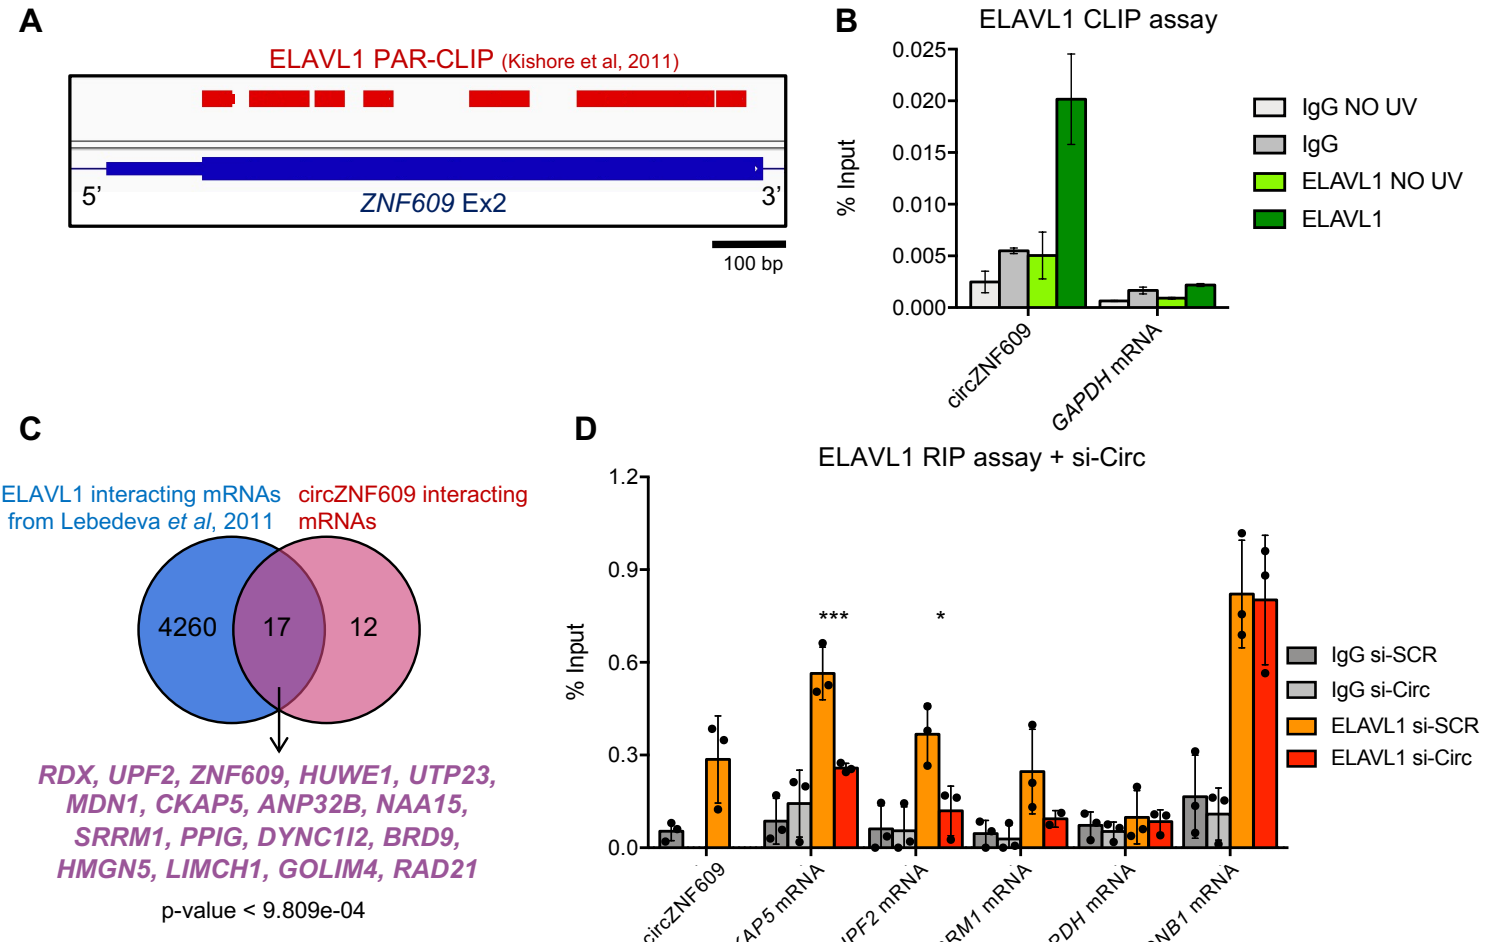 A
ELAVL1 PAR-CLIP (Kishore et al, 2011)
5’
3’
ZNF609 Ex2
100 bp
B
ELAVL1 CLIP assay
% Input
0.025
0.020
0.015
0.010
0.005
0.000
circZNF609
GAPDH mRNA
IgG NO UV
IgG
ELAVL1 NO UV
ELAVL1
C
ELAVL1 interacting mRNAs
from Lebedeva et al, 2011
circZNF609 interacting
mRNAs
4260
17
12
RDX, UPF2, ZNF609, HUWE1, UTP23,
MDN1, CKAP5, ANP32B, NAA15,
SRRM1, PPIG, DYNC1I2, BRD9,
HMGN5, LIMCH1, GOLIM4, RAD21
p-value < 9.809e-04
D
ELAVL1 RIP assay + si-Circ
% Input
1.2
0.9
0.6
0.3
0.0
***
*
circZNF609
KAP5 mRNA
PF2 mRNA
RM1 mRNA
PDH mRNA
NB1 mRNA
IgG si-SCR
IgG si-Circ
ELAVL1 si-SCR
ELAVL1 si-Circ